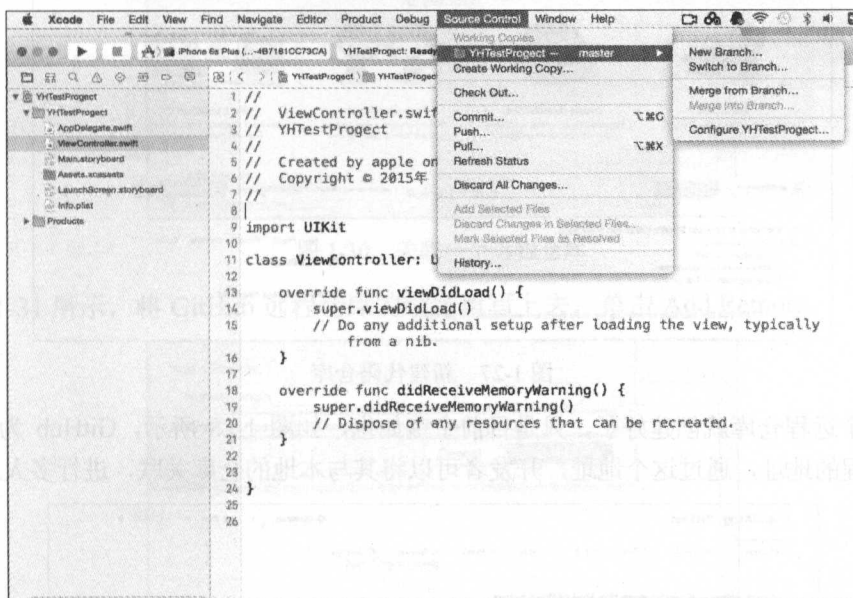 Xcode File Edit View Find Navigate Editor Product Debug Source Control Window Help
iPhone 6s Plus (...-4B7161CC73CA) YHTestProgect: Ready
YHTestProgect YHTestProgect
YHTestProgect
YHTestProgect
AppDelegate.swift
ViewController.swift
Main.storyboard
Assets.xcassets
LaunchScreen.storyboard
Info.plist
Products
1 //
2 // ViewController.swif
3 // YHTestProgect
4 //
5 // Created by apple on
6 // Copyright © 2015年
7 //
8
9 import UIKit
10
11 class ViewController: U
12
13 override func viewDidLoad() {
14 super.viewDidLoad()
15 // Do any additional setup after loading the view, typically
from a nib.
16 }
17
18 override func didReceiveMemoryWarning() {
19 super.didReceiveMemoryWarning()
20 // Dispose of any resources that can be recreated.
21 }
22
23
24 }
25
26
Working Copies
YHTestProgect — master
Create Working Copy...
Check Out...
Commit... ⌥⌘C
Push...
Pull... ⌥⌘X
Refresh Status
Discard All Changes...
Add Selected Files
Discard Changes in Selected Files...
Mark Selected Files as Resolved
History...
New Branch...
Switch to Branch...
Merge from Branch...
Merge into Branch...
Configure YHTestProgect...